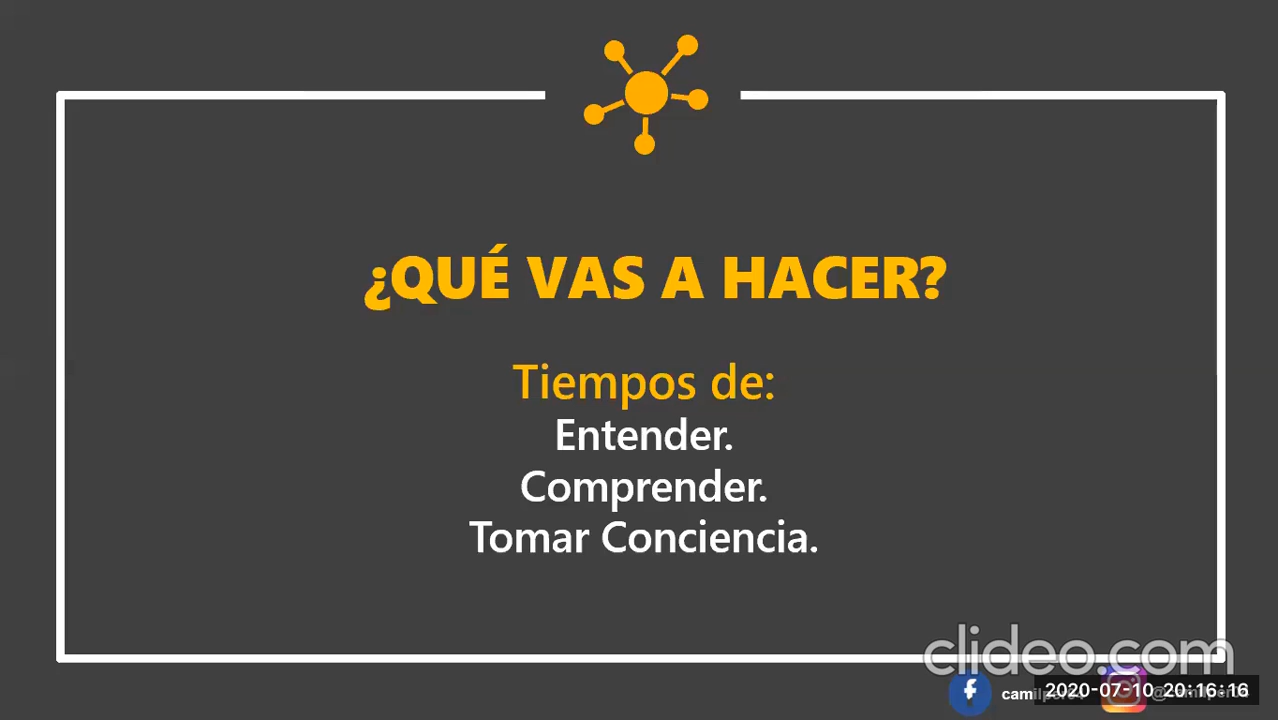 ¿QUÉ VAS A HACER?
Tiempos de:
Entender.
Comprender.
Tomar Conciencia.
clideo.com
2020-07-10 20:16:16